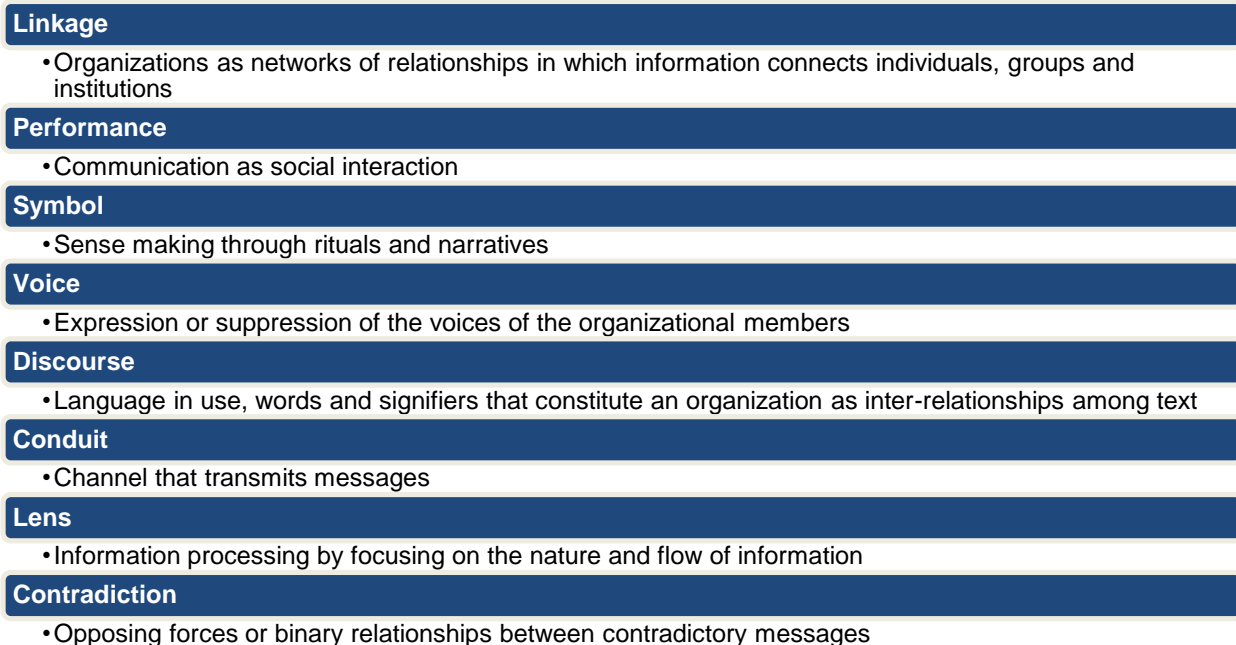 Linkage
•Organizations as networks of relationships in which information connects individuals, groups and
institutions
Performance
•Communication as social interaction
Symbol
•Sense making through rituals and narratives
Voice
•Expression or suppression of the voices of the organizational members
Discourse
•Language in use, words and signifiers that constitute an organization as inter-relationships among text
Conduit
•Channel that transmits messages
Lens
•Information processing by focusing on the nature and flow of information
Contradiction
•Opposing forces or binary relationships between contradictory messages